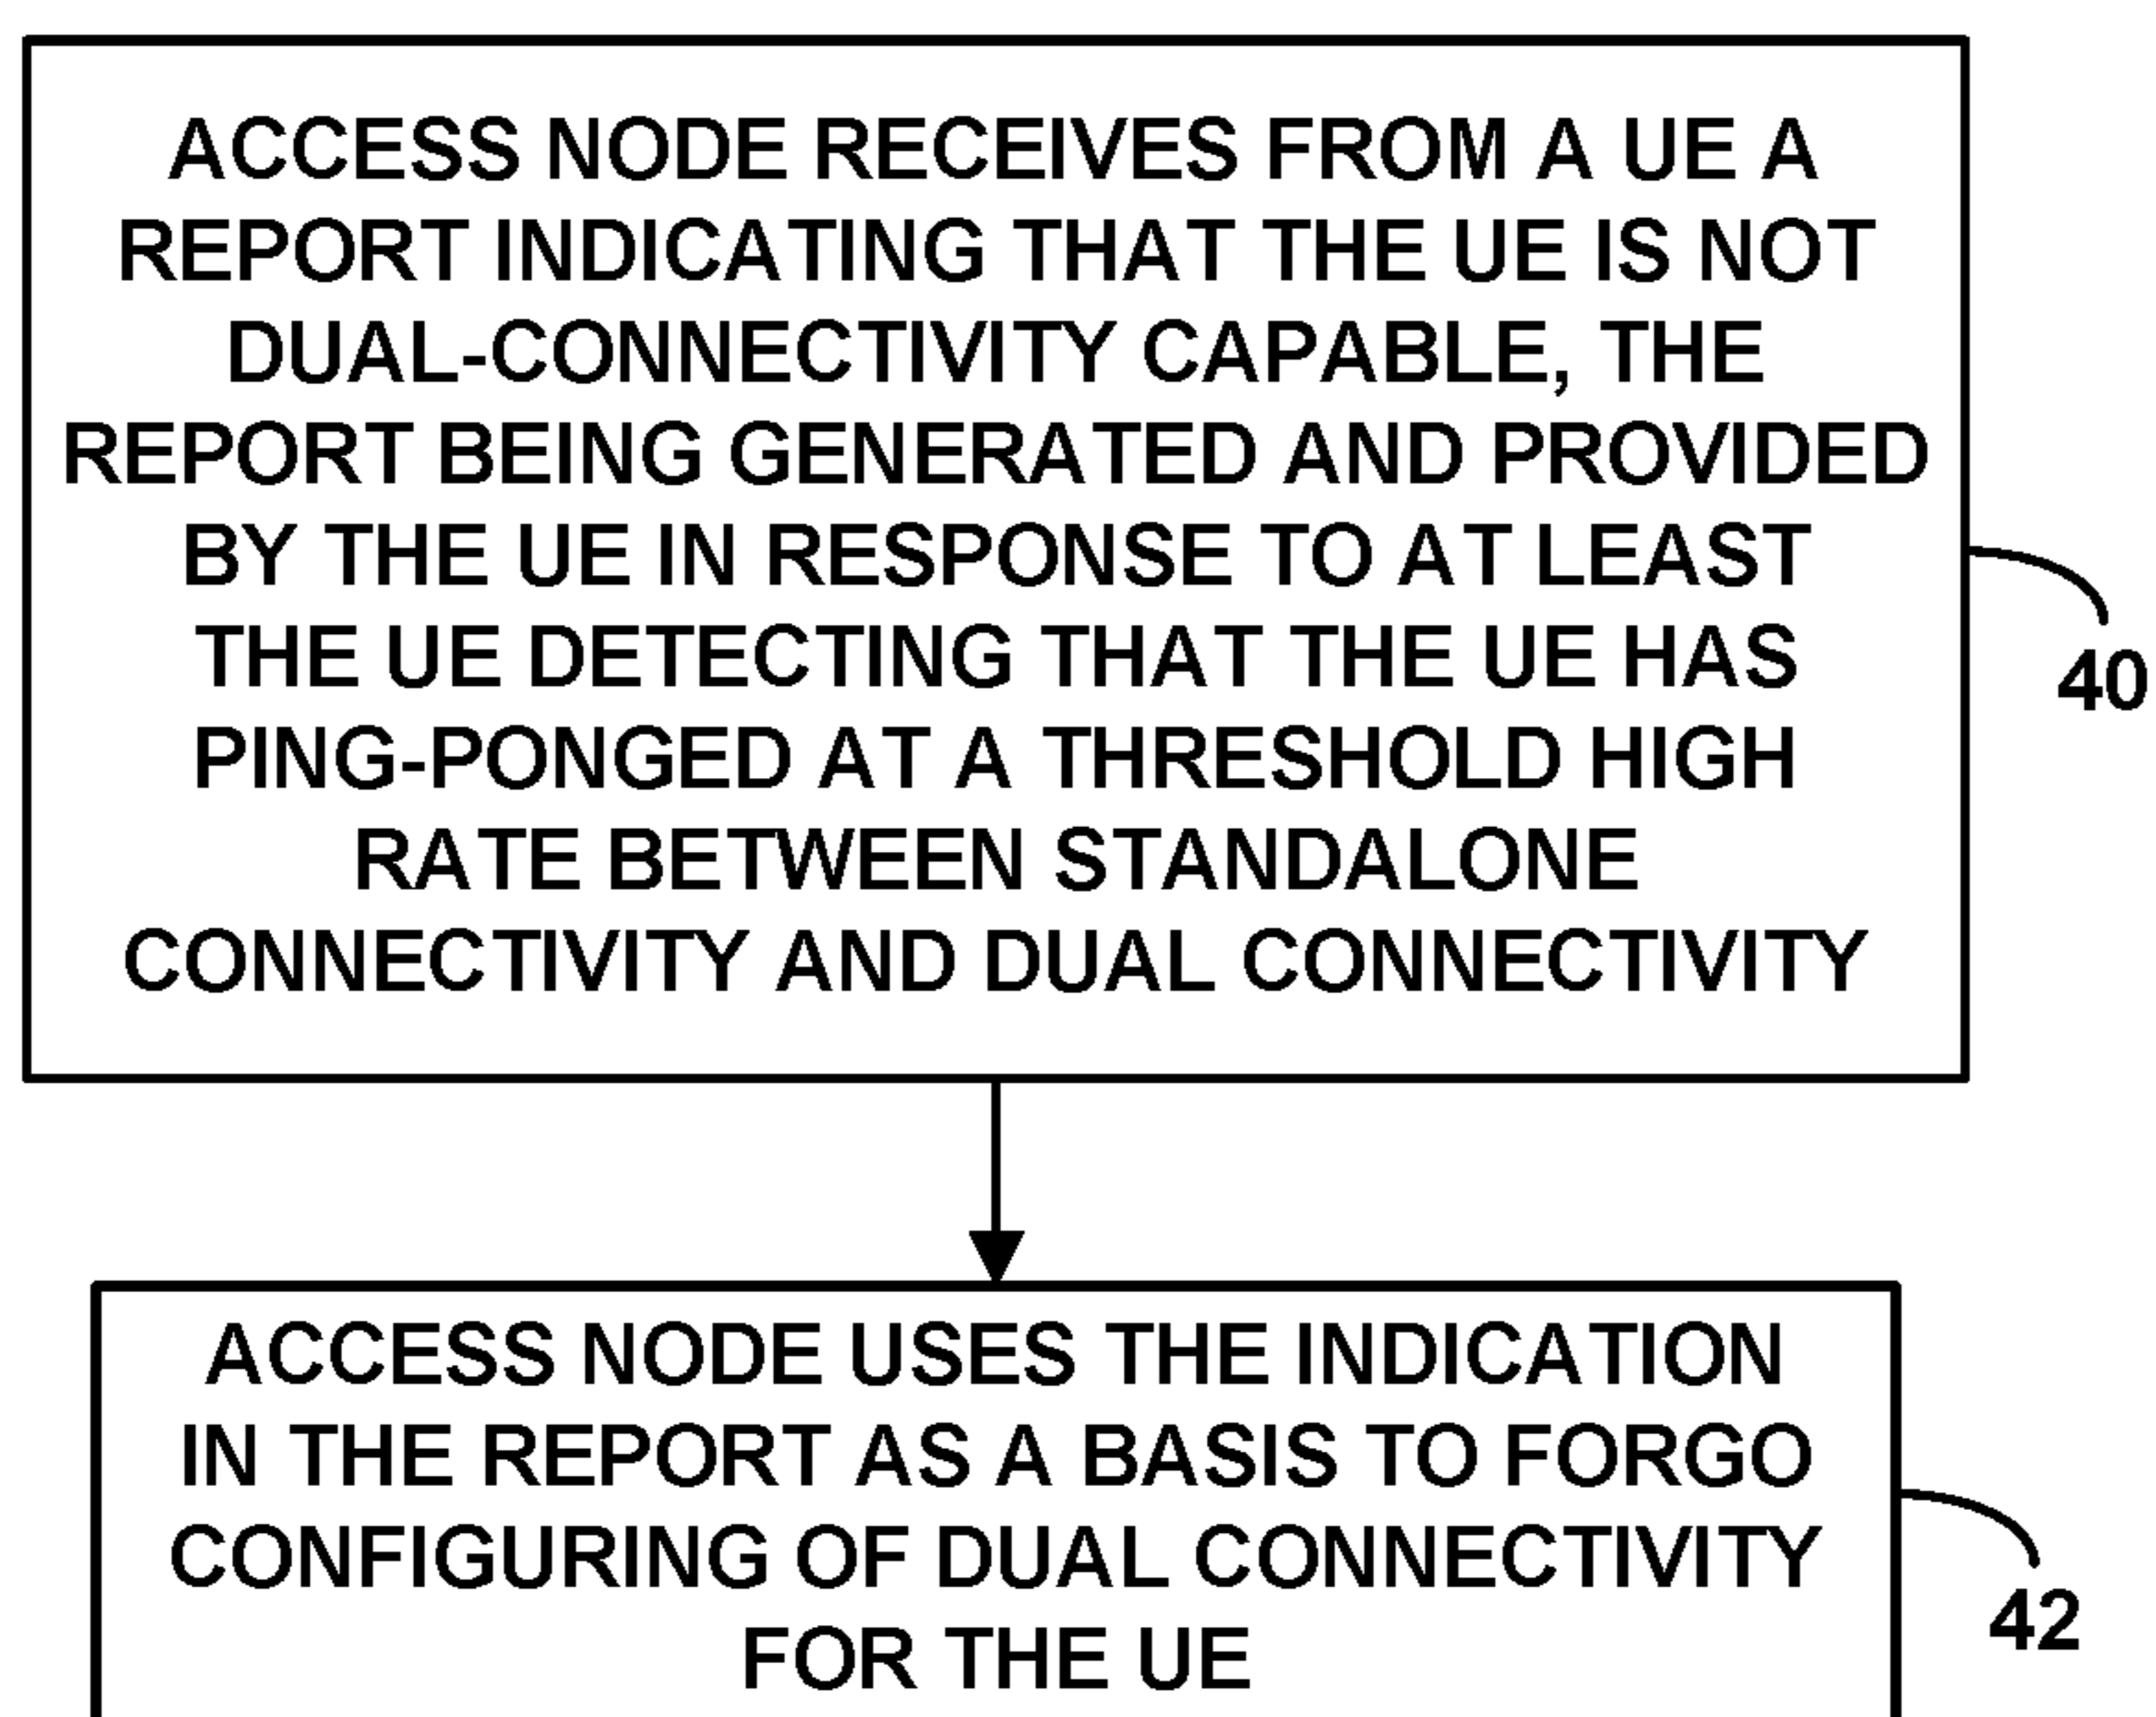 ACCESS NODE RECEIVES FROM A UE A
REPORT INDICATING THAT THE UE IS NOT
DUAL-CONNECTIVITY CAPABLE, THE
REPORT BEING GENERATED AND PROVIDED
BY THE UE IN RESPONSE TO AT LEAST
THE UE DETECTING THAT THE UE HAS
PING-PONGED AT A THRESHOLD HIGH
RATE BETWEEN STANDALONE
CONNECTIVITY AND DUAL CONNECTIVITY
40
ACCESS NODE USES THE INDICATION
IN THE REPORT AS A BASIS TO FORGO
CONFIGURING OF DUAL CONNECTIVITY
FOR THE UE
42